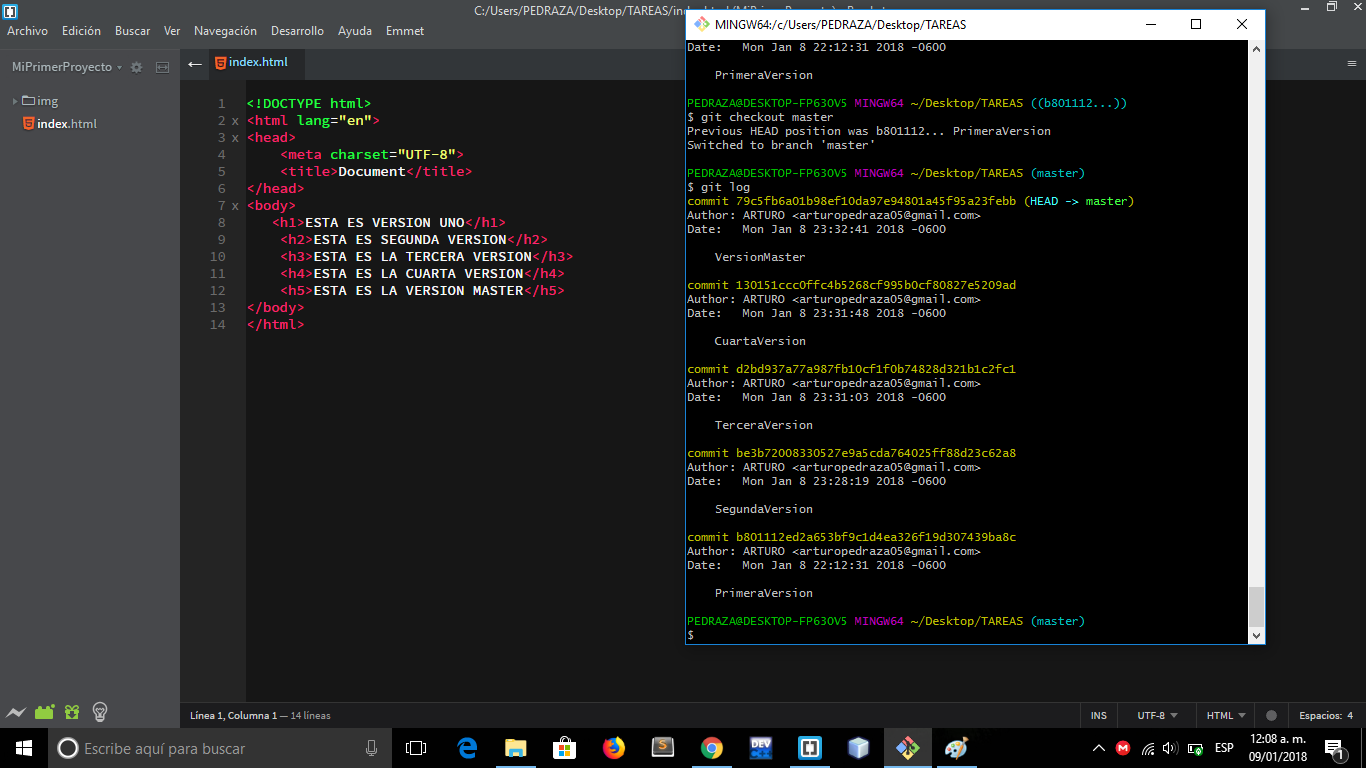 C:/Users/PEDRAZA/Desktop/TAREAS/in
Archivo Edición Buscar Ver Navegación Desarrollo Ayuda Emmet
MiPrimerProyecto
img
index.html
index.html
1 <!DOCTYPE html>
2 x <html lang="en">
3 x <head>
4 <meta charset="UTF-8">
5 <title>Document</title>
6 </head>
7 x <body>
8 <h1>ESTA ES VERSION UNO</h1>
9 <h2>ESTA ES SEGUNDA VERSION</h2>
10 <h3>ESTA ES LA TERCERA VERSION</h3>
11 <h4>ESTA ES LA CUARTA VERSION</h4>
12 <h5>ESTA ES LA VERSION MASTER</h5>
13 </body>
14 </html>
MINGW64:/c/Users/PEDRAZA/Desktop/TAREAS
Date: Mon Jan 8 22:12:31 2018 -0600
PrimeraVersion
PEDRAZA@DESKTOP-FP63OV5 MINGW64 ~/Desktop/TAREAS ((b801112...))
$ git checkout master
Previous HEAD position was b801112... PrimeraVersion
Switched to branch 'master'
PEDRAZA@DESKTOP-FP63OV5 MINGW64 ~/Desktop/TAREAS (master)
$ git log
commit 79c5fb6a01b98ef10da97e94801a45f95a23febb (HEAD -> master)
Author: ARTURO <arturopedraza05@gmail.com>
Date: Mon Jan 8 23:32:41 2018 -0600
VersionMaster
commit 130151ccc0ffc4b5268cf995b0cf80827e5209ad
Author: ARTURO <arturopedraza05@gmail.com>
Date: Mon Jan 8 23:31:48 2018 -0600
CuartaVersion
commit d2bd937a77a987fb10cf1f0b74828d321b1c2fc1
Author: ARTURO <arturopedraza05@gmail.com>
Date: Mon Jan 8 23:31:03 2018 -0600
TerceraVersion
commit be3b72008330527e9a5cda764025ff88d23c62a8
Author: ARTURO <arturopedraza05@gmail.com>
Date: Mon Jan 8 23:28:19 2018 -0600
SegundaVersion
commit b801112ed2a653bf9c1d4ea326f19d307439ba8c
Author: ARTURO <arturopedraza05@gmail.com>
Date: Mon Jan 8 22:12:31 2018 -0600
PrimeraVersion
PEDRAZA@DESKTOP-FP63OV5 MINGW64 ~/Desktop/TAREAS (master)
$
Línea 1, Columna 1 — 14 líneas
INS UTF-8 HTML Espacios: 4
Escribe aquí para buscar
DEV
ESP
12:08 a. m.
09/01/2018
1